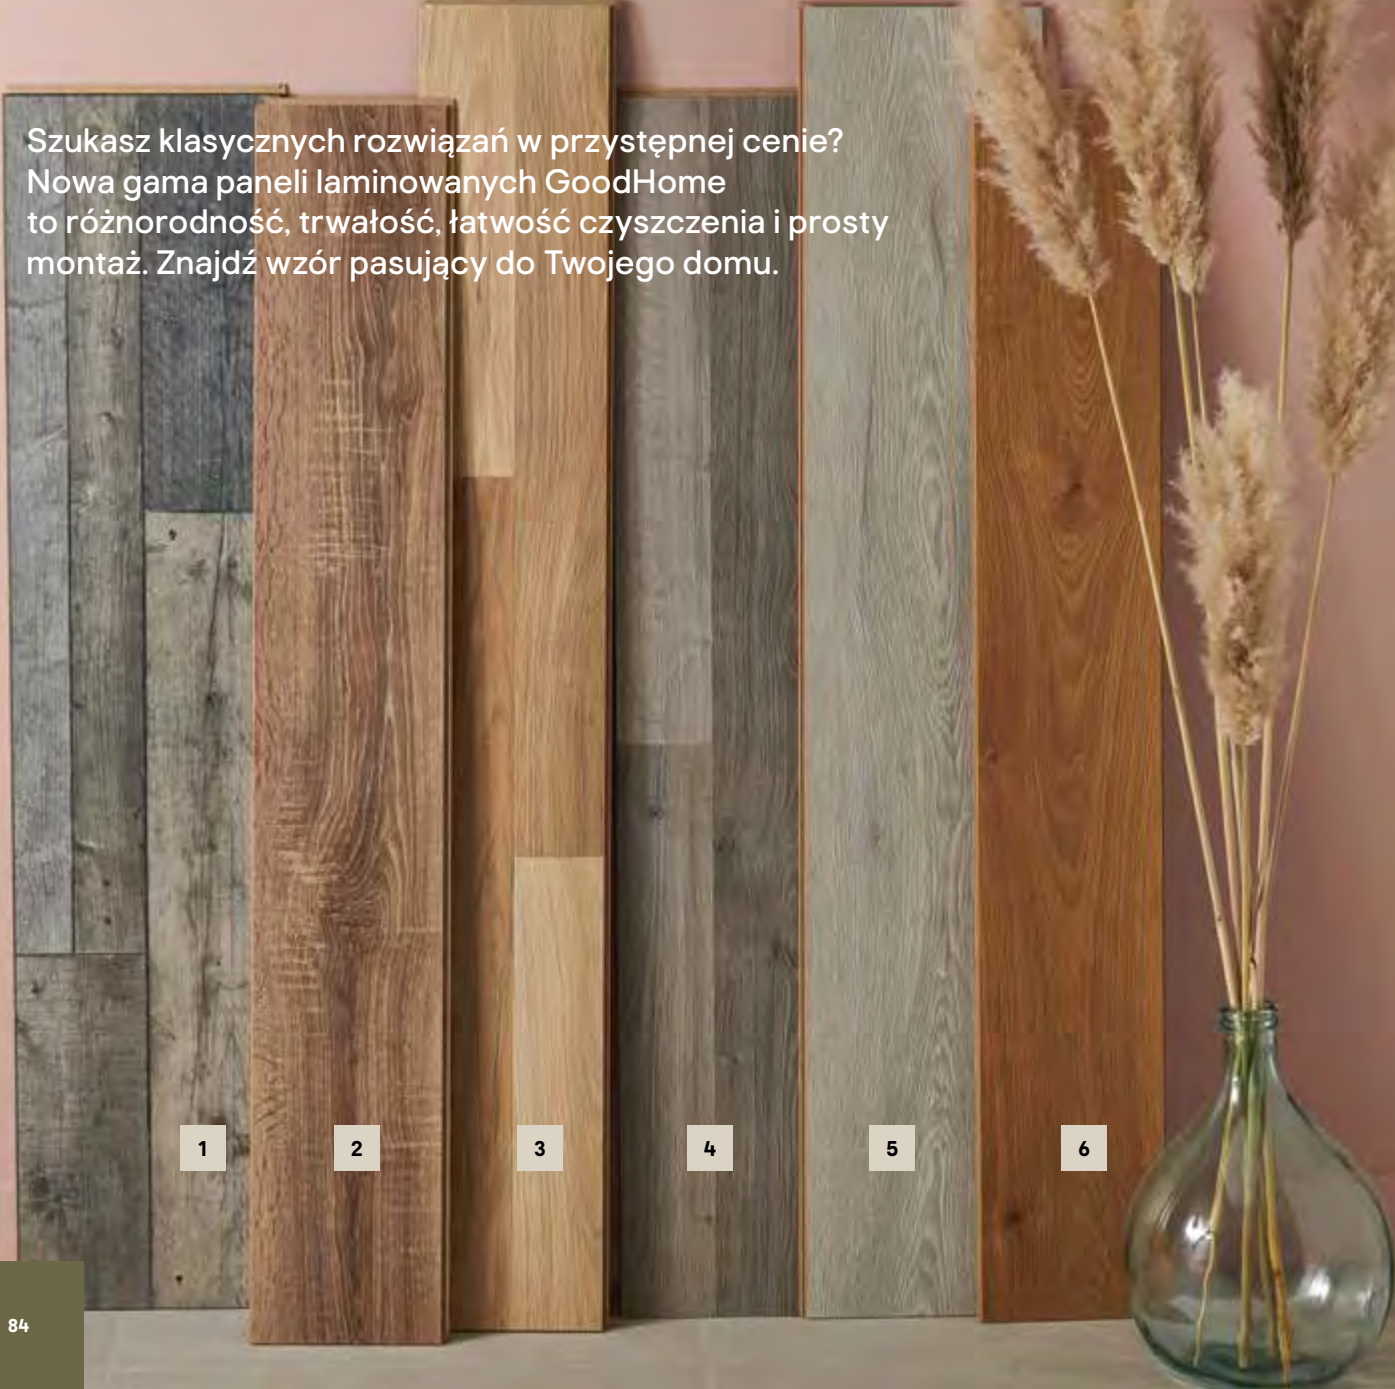 Szukasz klasycznych rozwiązań w przystępnej cenie?
Nowa gama paneli laminowanych GoodHome
to różnorodność, trwałość, łatwość czyszczenia i prosty
montaż. Znajdź wzór pasujący do Twojego domu.
1
2
3
4
5
6
84